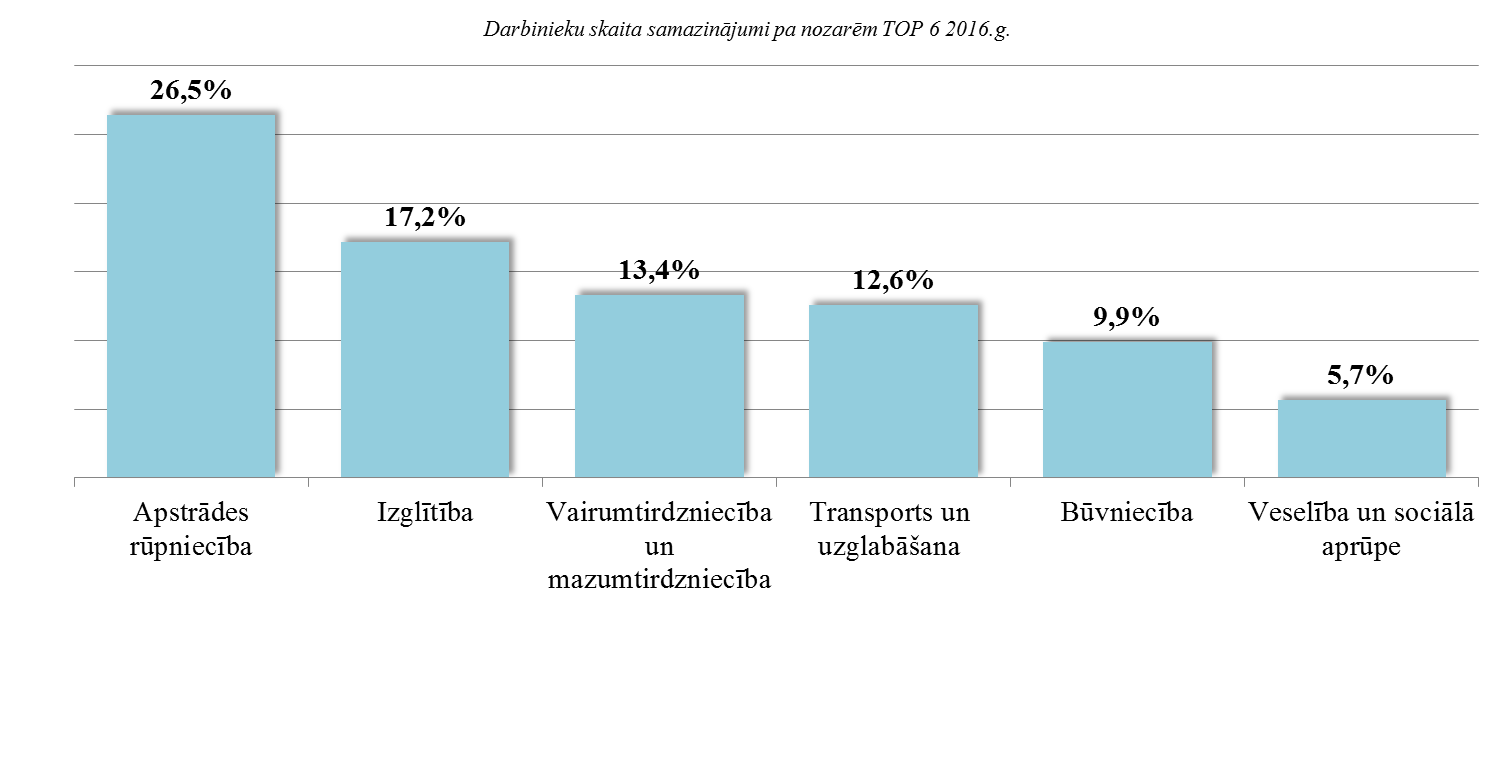 Darbinieku skaita samazinājumi pa nozarēm TOP 6 2016.g.
26,5%
17,2%
13,4%
12,6%
9,9%
5,7%
Apstrādes
rūpniecība
Izglītība
Vairumtirdzniecība
un
mazumtirdzniecība
Transports un
uzglabāšana
Būvniecība
Veselība un sociālā
aprūpe